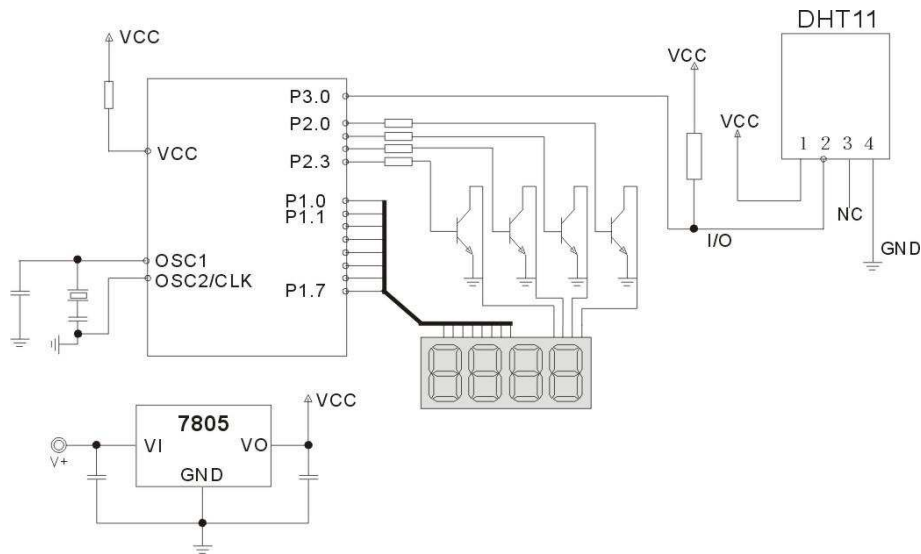 DHT11
VCC
VCC
P3.0
P2.0
VCC
VCC
P2.3
1 2 3 4
P1.0
P1.1
NC
I/O
GND
OSC1
OSC2/CLK
P1.7
VCC
7805
VI
VO
V+
GND